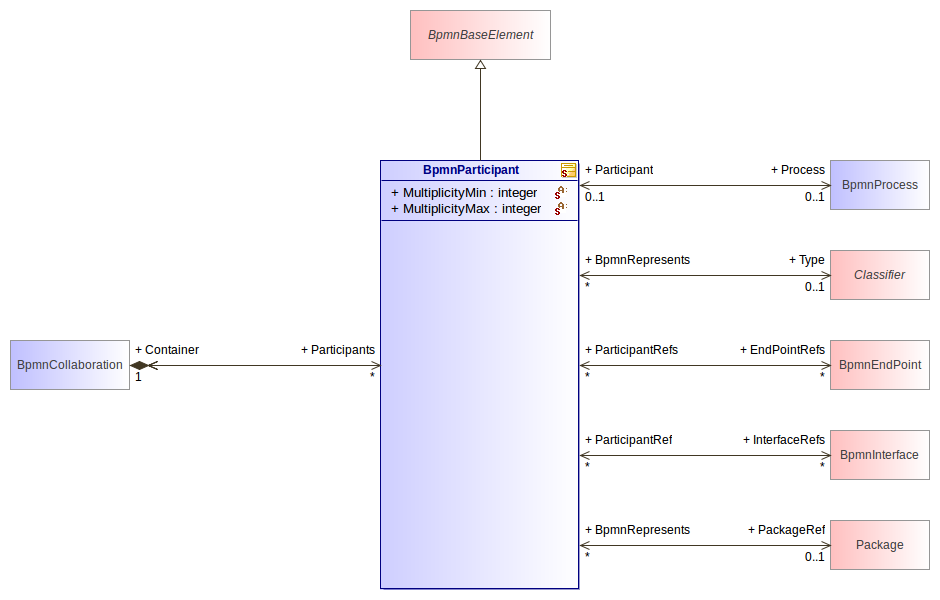 BpmnBaseElement
BpmnParticipant
+ MultiplicityMin : integer
+ MultiplicityMax : integer
+ Participant
+ Process
0..1
0..1
BpmnProcess
+ BpmnRepresents
+ Type
*
0..1
Classifier
BpmnCollaboration
+ Container
+ Participants
1
*
+ ParticipantRefs
+ EndPointRefs
*
*
BpmnEndPoint
+ ParticipantRef
+ InterfaceRefs
*
*
BpmnInterface
+ BpmnRepresents
+ PackageRef
*
0..1
Package